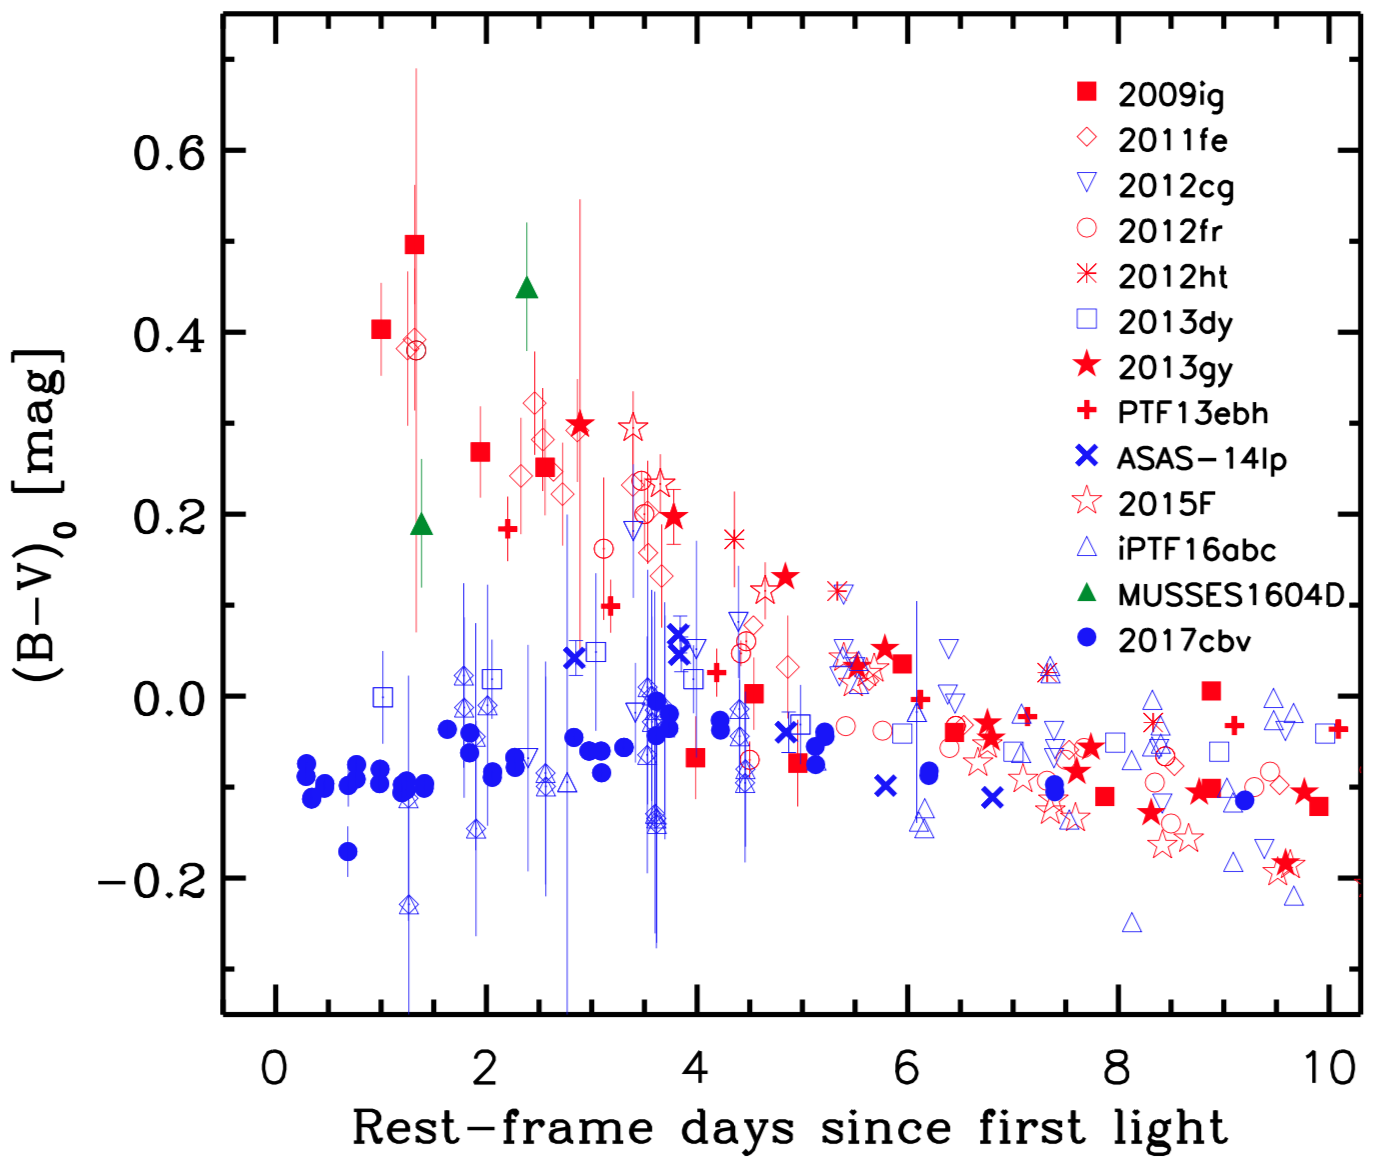 2009ig
2011fe
2012cg
2012fr
2012ht
2013dy
2013gy
PTF13ebh
ASAS-14lp
2015F
iPTF16abc
MUSSES1604D
2017cbv
0.6
0.4
0.2
0.0
-0.2
(B-V)₀ [mag]
0 2 4 6 8 10
Rest-frame days since first light